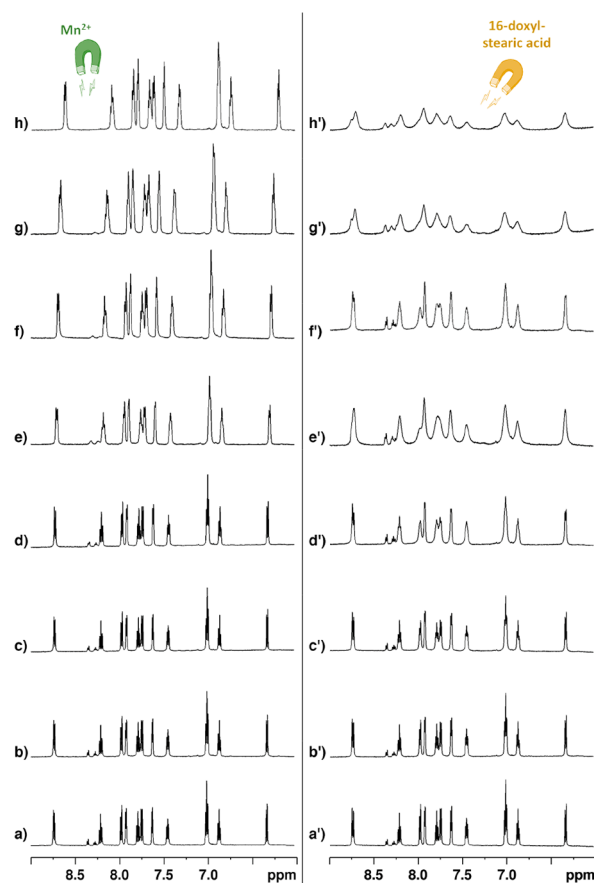 Mn²⁺
16-doxyl-
stearic acid
h)
h')
g)
g')
f)
f')
e)
e')
d)
d')
c)
c')
b)
b')
a)
a')
8.5 8.0 7.5 7.0 ppm
8.5 8.0 7.5 7.0 ppm